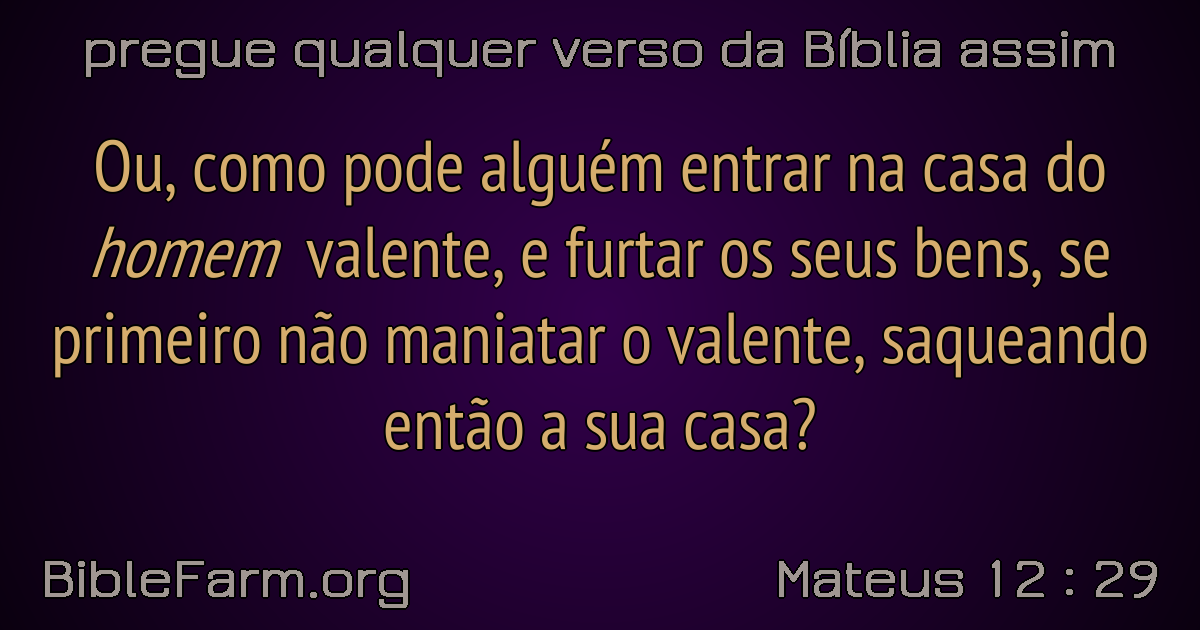 pregue qualquer verso da Bíblia assim
Ou, como pode alguém entrar na casa do
homem valente, e furtar os seus bens, se
primeiro não maniatar o valente, saqueando
então a sua casa?
BibleFarm.org
Mateus 12 : 29